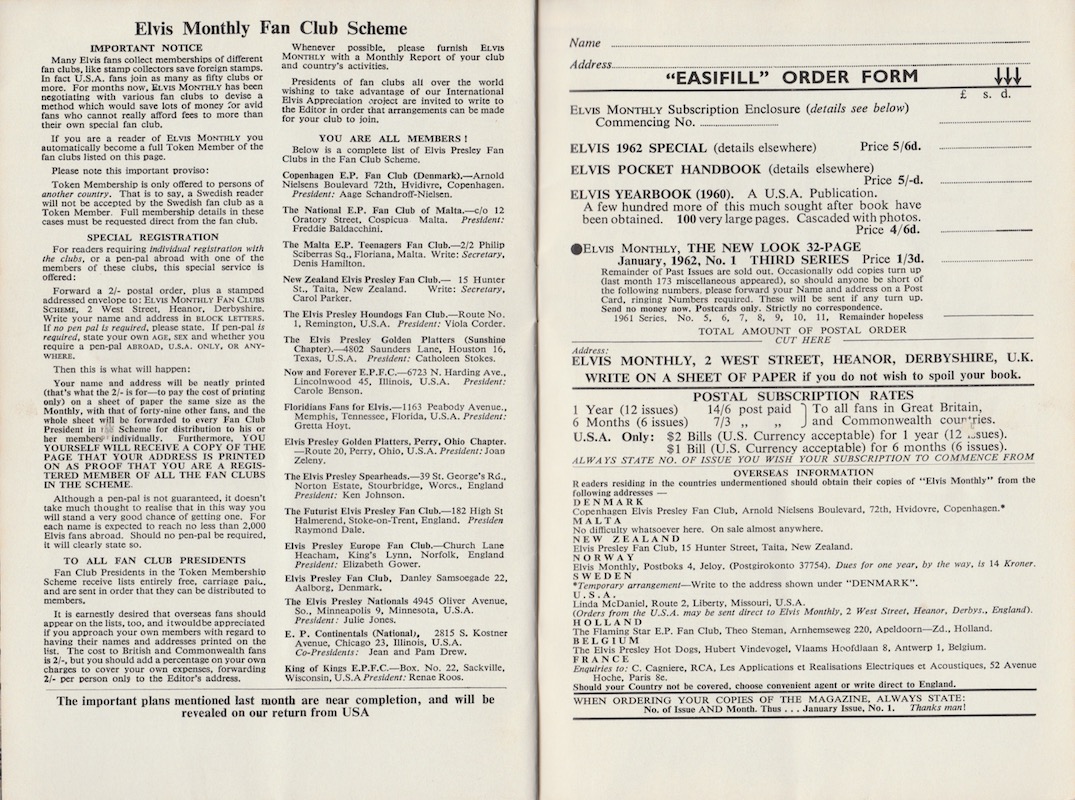 Elvis Monthly Fan Club Scheme
IMPORTANT NOTICE
Many Elvis fans collect memberships of different
fan clubs, like stamp collectors save foreign stamps.
In fact U.S.A. fans join as many as fifty clubs or
more. For months now, ELVIS MONTHLY has been
negotiating with various fan clubs to devise a
method which would save lots of money for avid
fans who cannot really afford fees to more than
their own special fan club.
If you are a reader of ELVIS MONTHLY you
automatically become a full Token Member of the
fan clubs listed on this page.
Please note this important proviso:
Token Membership is only offered to persons of
another country. That is to say, a Swedish reader
will not be accepted by the Swedish fan club as a
Token Member. Full membership details in these
cases must be requested direct from the fan club.
SPECIAL REGISTRATION
For readers requiring individual registration with
the clubs, or a pen-pal abroad with one of the
members of these clubs, this special service is
offered:
Forward a 2/- postal order, plus a stamped
addressed envelope to: ELVIS MONTHLY FAN CLUBS
SCHEME, 2 West Street, Heanor, Derbyshire.
Write your name and address in BLOCK LETTERS.
If no pen pal is required, please state. If pen-pal is
required, state your own AGE, SEX and whether you
require a pen-pal ABROAD, U.S.A. ONLY, OR ANY-
WHERE.
Then this is what will happen:
Your name and address will be neatly printed
(that's what the 2/- is for—to pay the cost of printing
only) on a sheet of paper the same size as the
Monthly, with that of forty-nine other fans, and the
whole sheet will be forwarded to every Fan Club
President in Scheme for distribution to his or
her members individually. Furthermore, YOU
YOURSELF WILL RECEIVE A COPY OF THE
PAGE THAT YOUR ADDRESS IS PRINTED
ON AS PROOF THAT YOU ARE A REGIS-
TERED MEMBER OF ALL THE FAN CLUBS
IN THE SCHEME.
Although a pen-pal is not guaranteed, it doesn't
take much thought to realise that in this way you
will stand a very good chance of getting one. For
each name is expected to reach no less than 2,000
Elvis fans abroad. Should no pen-pal be required,
it will clearly state so.
TO ALL FAN CLUB PRESIDENTS
Fan Club Presidents in the Token Membership
Scheme receive lists entirely free, carriage paid,
and are sent in order that they can be distributed to
members.
It is earnestly desired that overseas fans should
appear on the lists, too, and it would be appreciated
if you approach your own members with regard to
having their names and addresses printed on the
list. The cost to British and Commonwealth fans
is 2/-, but you should add a percentage on your own
charges to cover your own expenses, forwarding
2/- per person only to the Editor's address.
Whenever possible, please furnish ELVIS
MONTHLY with a Monthly Report of your club
and country's activities.
Presidents of fan clubs all over the world
wishing to take advantage of our International
Elvis Appreciation project are invited to write to
the Editor in order that arrangements can be made
for your club to join.
YOU ARE ALL MEMBERS !
Below is a complete list of Elvis Presley Fan
Clubs in the Fan Club Scheme.
Copenhagen E.P. Fan Club (Denmark).—Arnold
Nielsens Boulevard 72th, Hvidivre, Copenhagen.
President: Aage Schandroff-Nielsen.
The National E.P. Fan Club of Malta.—c/o 12
Oratory Street, Cospicua Malta. President:
Freddie Baldacchini.
The Malta E.P. Teenagers Fan Club.—2/2 Philip
Sciberras Sq., Floriana, Malta. Write: Secretary,
Denis Hamilton.
New Zealand Elvis Presley Fan Club.— 15 Hunter
St., Taita, New Zealand. Write: Secretary,
Carol Parker.
The Elvis Presley Houndogs Fan Club.—Route No.
1, Remington, U.S.A. President: Viola Corder.
The Elvis Presley Golden Platters (Sunshine
Chapter).—4802 Saunders Lane, Houston 16,
Texas, U.S.A. President: Catholeen Stokes.
Now and Forever E.P.F.C.—6723 N. Harding Ave.,
Lincolnwood 45, Illinois, U.S.A. President:
Carole Benson.
Floridians Fans for Elvis.—1163 Peabody Avenue.,
Memphis, Tennessee, Florida, U.S.A. President:
Gretta Hoyt.
Elvis Presley Golden Platters, Perry, Ohio Chapter.
—Route 20, Perry, Ohio, U.S.A. President: Joan
Zeleny.
The Elvis Presley Spearheads.—39 St. George's Rd.,
Norton Estate, Stourbridge, Worcs., England
President: Ken Johnson.
The Futurist Elvis Presley Fan Club.—182 High St
Halmerend, Stoke-on-Trent, England. Presiden
Raymond Dale.
Elvis Presley Europe Fan Club.—Church Lane
Heacham, King's Lynn, Norfolk, England
President: Elizabeth Gower.
Elvis Presley Fan Club, Danley Samsoegade 22,
Aalborg, Denmark.
The Elvis Presley Nationals 4945 Oliver Avenue,
So., Minneapolis 9, Minnesota, U.S.A.
President: Julie Jones.
E. P. Continentals (National), 2815 S. Kostner
Avenue, Chicago 23, Illinois, U.S.A.
Co-Presidents: Jean and Pam Drew.
King of Kings E.P.F.C.—Box. No. 22, Sackville,
Wisconsin, U.S.A President: Renae Roos.
The important plans mentioned last month are near completion, and will be
revealed on our return from USA
Name
Address
"EASIFILL" ORDER FORM
£ s. d.
ELVIS MONTHLY Subscription Enclosure (details see below)
Commencing No.
ELVIS 1962 SPECIAL (details elsewhere) Price 5/6d.
ELVIS POCKET HANDBOOK (details elsewhere)
Price 5/-d.
ELVIS YEARBOOK (1960). A U.S.A. Publication.
A few hundred more of this much sought after book have
been obtained. 100 very large pages. Cascaded with photos.
Price 4/6d.
●ELVIS MONTHLY, THE NEW LOOK 32-PAGE
January, 1962, No. 1 THIRD SERIES Price 1/3d.
Remainder of Past Issues are sold out. Occasionally odd copies turn up
(last month 173 miscellaneous appeared), so should anyone be short of
the following numbers, please forward your Name and address on a Post
Card, ringing Numbers required. These will be sent if any turn up.
Send no money now. Postcards only. Strictly no correspondence.
1961 Series. No. 5, 6, 7, 8, 9, 10, 11, Remainder hopeless
TOTAL AMOUNT OF POSTAL ORDER
CUT HERE
Address:
ELVIS MONTHLY, 2 WEST STREET, HEANOR, DERBYSHIRE, U.K.
WRITE ON A SHEET OF PAPER if you do not wish to spoil your book.
POSTAL SUBSCRIPTION RATES
1 Year (12 issues) 14/6 post paid } To all fans in Great Britain,
6 Months (6 issues) 7/3 „ „ } and Commonwealth countries.
U.S.A. Only: $2 Bills (U.S. Currency acceptable) for 1 year (12 issues).
$1 Bill (U.S. Currency acceptable) for 6 months (6 issues).
ALWAYS STATE NO. OF ISSUE YOU WISH YOUR SUBSCRIPTION TO COMMENCE FROM
OVERSEAS INFORMATION
Readers residing in the countries undermentioned should obtain their copies of "Elvis Monthly" from the
following addresses —
DENMARK
Copenhagen Elvis Presley Fan Club, Arnold Nielsens Boulevard, 72th, Hvidovre, Copenhagen.*
MALTA
No difficulty whatsoever here. On sale almost anywhere.
NEW ZEALAND
Elvis Presley Fan Club, 15 Hunter Street, Taita, New Zealand.
NORWAY
Elvis Monthly, Postboks 4, Jeloy. (Postgirokonto 37754). Dues for one year, by the way, is 14 Kroner.
SWEDEN
*Temporary arrangement—Write to the address shown under "DENMARK".
U.S.A.
Linda McDaniel, Route 2, Liberty, Missouri, U.S.A.
(Orders from the U.S.A. may be sent direct to Elvis Monthly, 2 West Street, Heanor, Derbys., England).
HOLLAND
The Flaming Star E.P. Fan Club, Theo Steman, Arnhemseweg 220, Apeldoorn—Zd., Holland.
BELGIUM
The Elvis Presley Hot Dogs, Hubert Vindevogel, Vlaams Hoofdlaan 8, Antwerp 1, Belgium.
FRANCE
Enquiries to: C. Cagniere, RCA, Les Applications et Realisations Electriques et Acoustiques, 52 Avenue
Hoche, Paris 8e.
Should your Country not be covered, choose convenient agent or write direct to England.
WHEN ORDERING YOUR COPIES OF THE MAGAZINE, ALWAYS STATE:
No. of Issue AND Month. Thus . . . January Issue, No. 1. Thanks man!